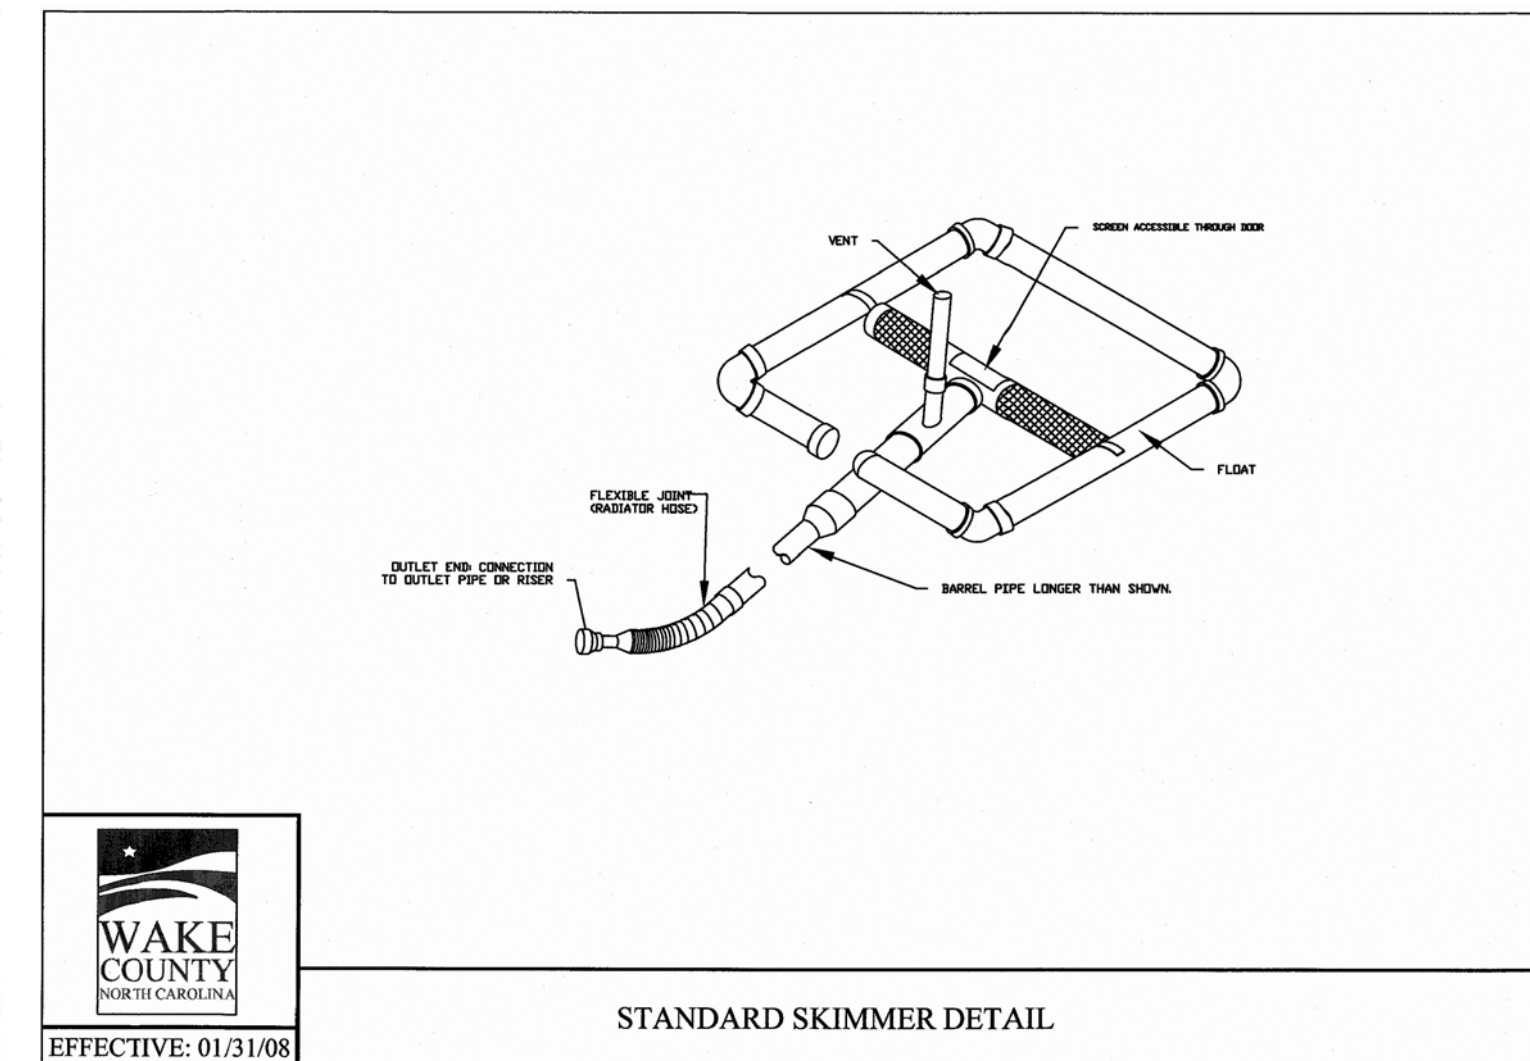 VENT
SCREEN ACCESSIBLE THROUGH DOOR
FLOAT
FLEXIBLE JOINT
(RADIATOR HOSE)
OUTLET END: CONNECTION
TO OUTLET PIPE OR RISER
BARREL PIPE LONGER THAN SHOWN.
WAKE
COUNTY
NORTH CAROLINA
STANDARD SKIMMER DETAIL
EFFECTIVE: 01/31/08